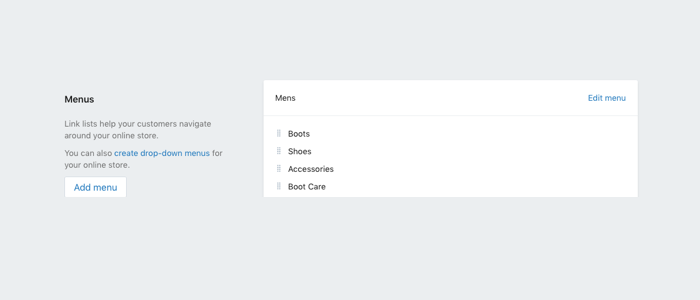 Menus
Link lists help your customers navigate
around your online store.
You can also create drop-down menus for
your online store.
Add menu
Mens
Edit menu
Boots
Shoes
Accessories
Boot Care